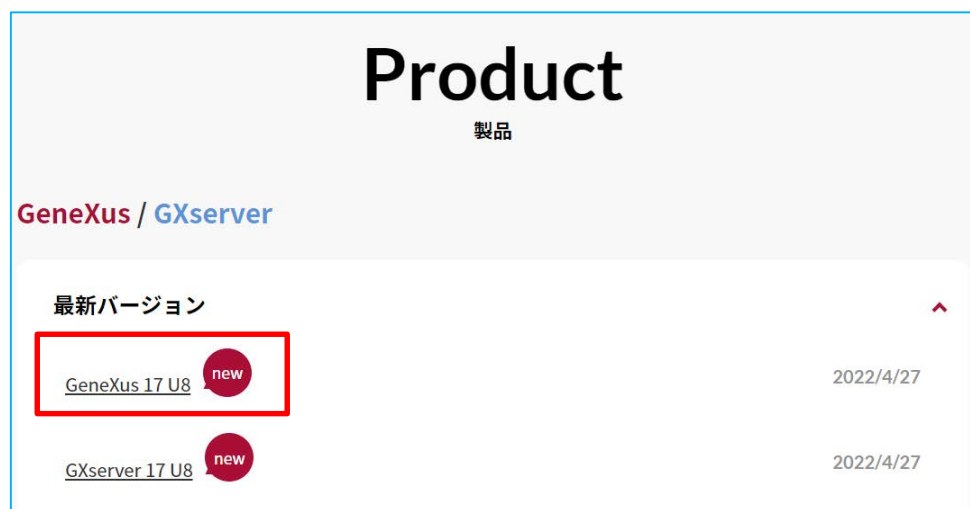 Product
製品
GeneXus / GXserver
最新バージョン
GeneXus 17 U8 new 2022/4/27
GXserver 17 U8 new 2022/4/27